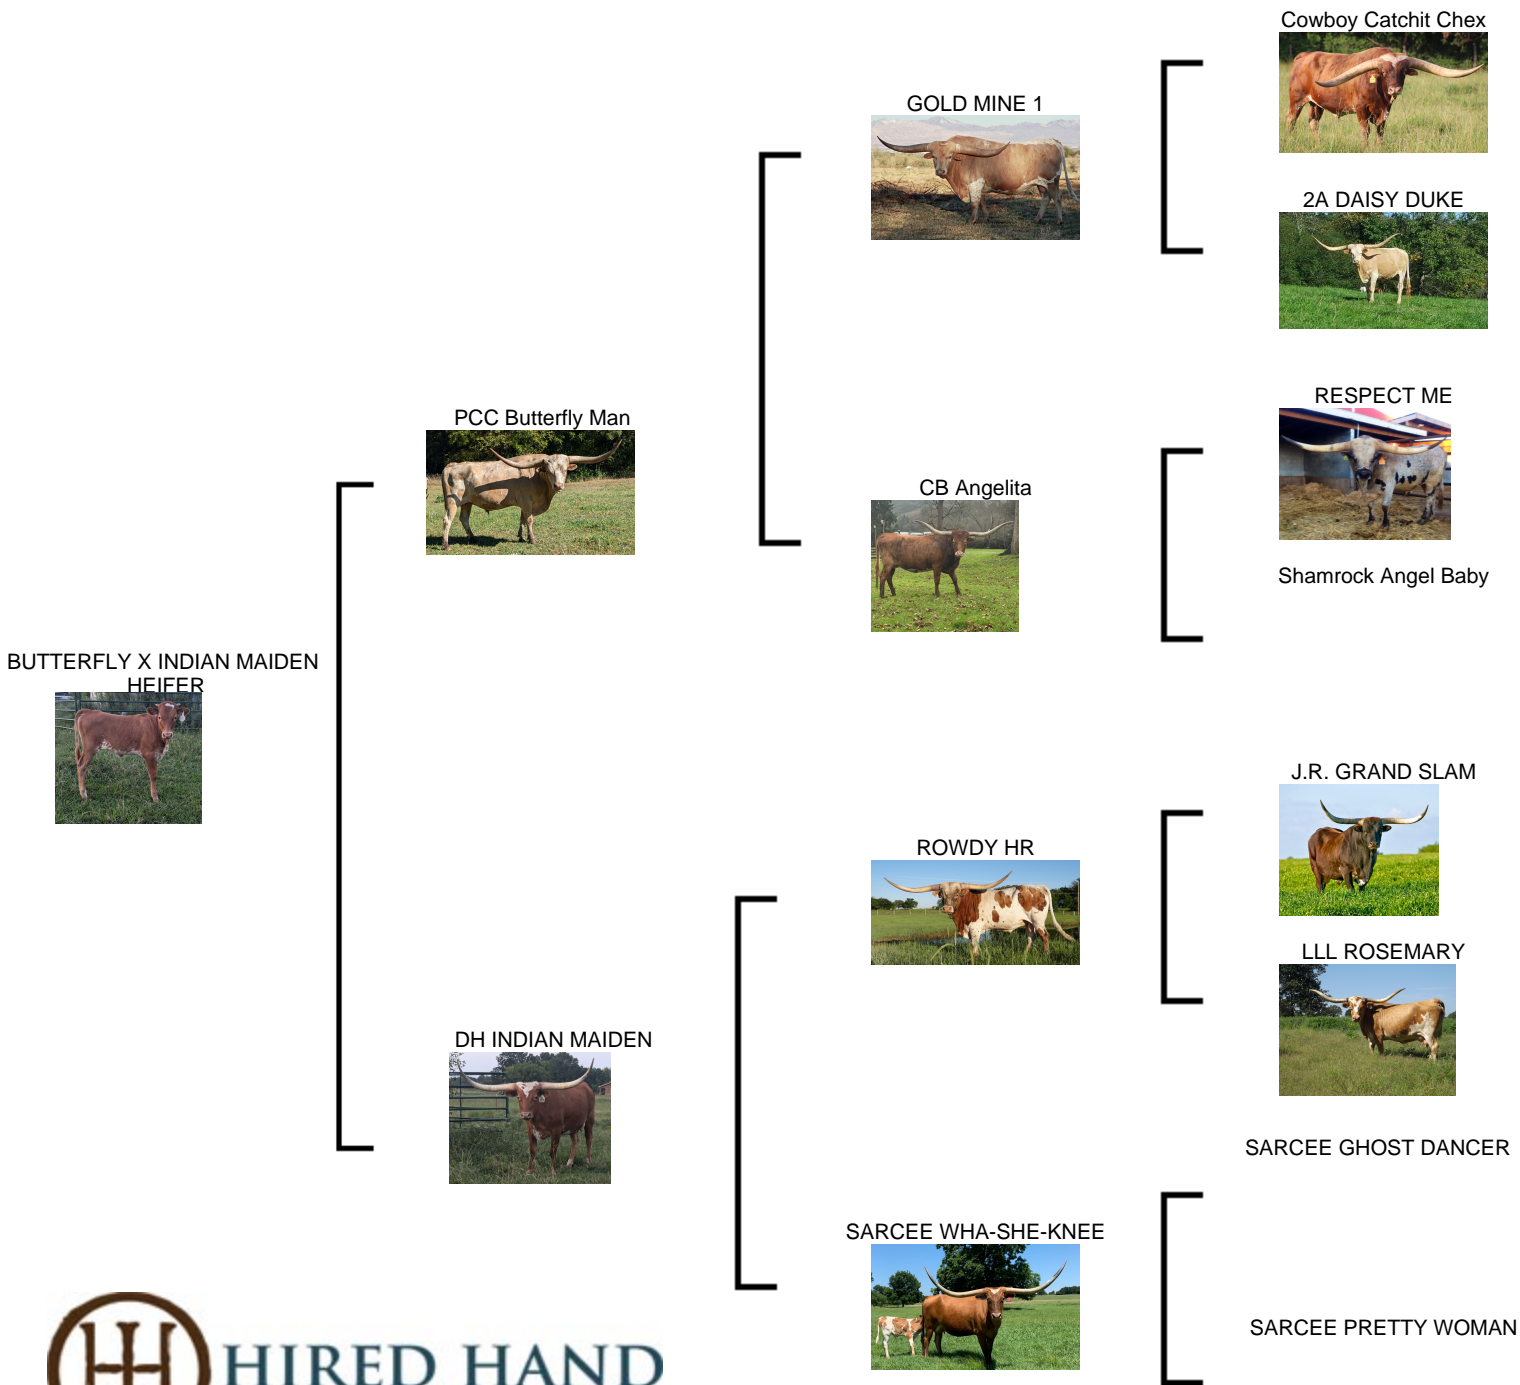 Cowboy Catchit Chex
GOLD MINE 1
2A DAISY DUKE
RESPECT ME
PCC Butterfly Man
CB Angelita
Shamrock Angel Baby
BUTTERFLY X INDIAN MAIDEN
HEIFER
J.R. GRAND SLAM
ROWDY HR
LLL ROSEMARY
DH INDIAN MAIDEN
SARCEE GHOST DANCER
SARCEE WHA-SHE-KNEE
SARCEE PRETTY WOMAN
HIRED HAND